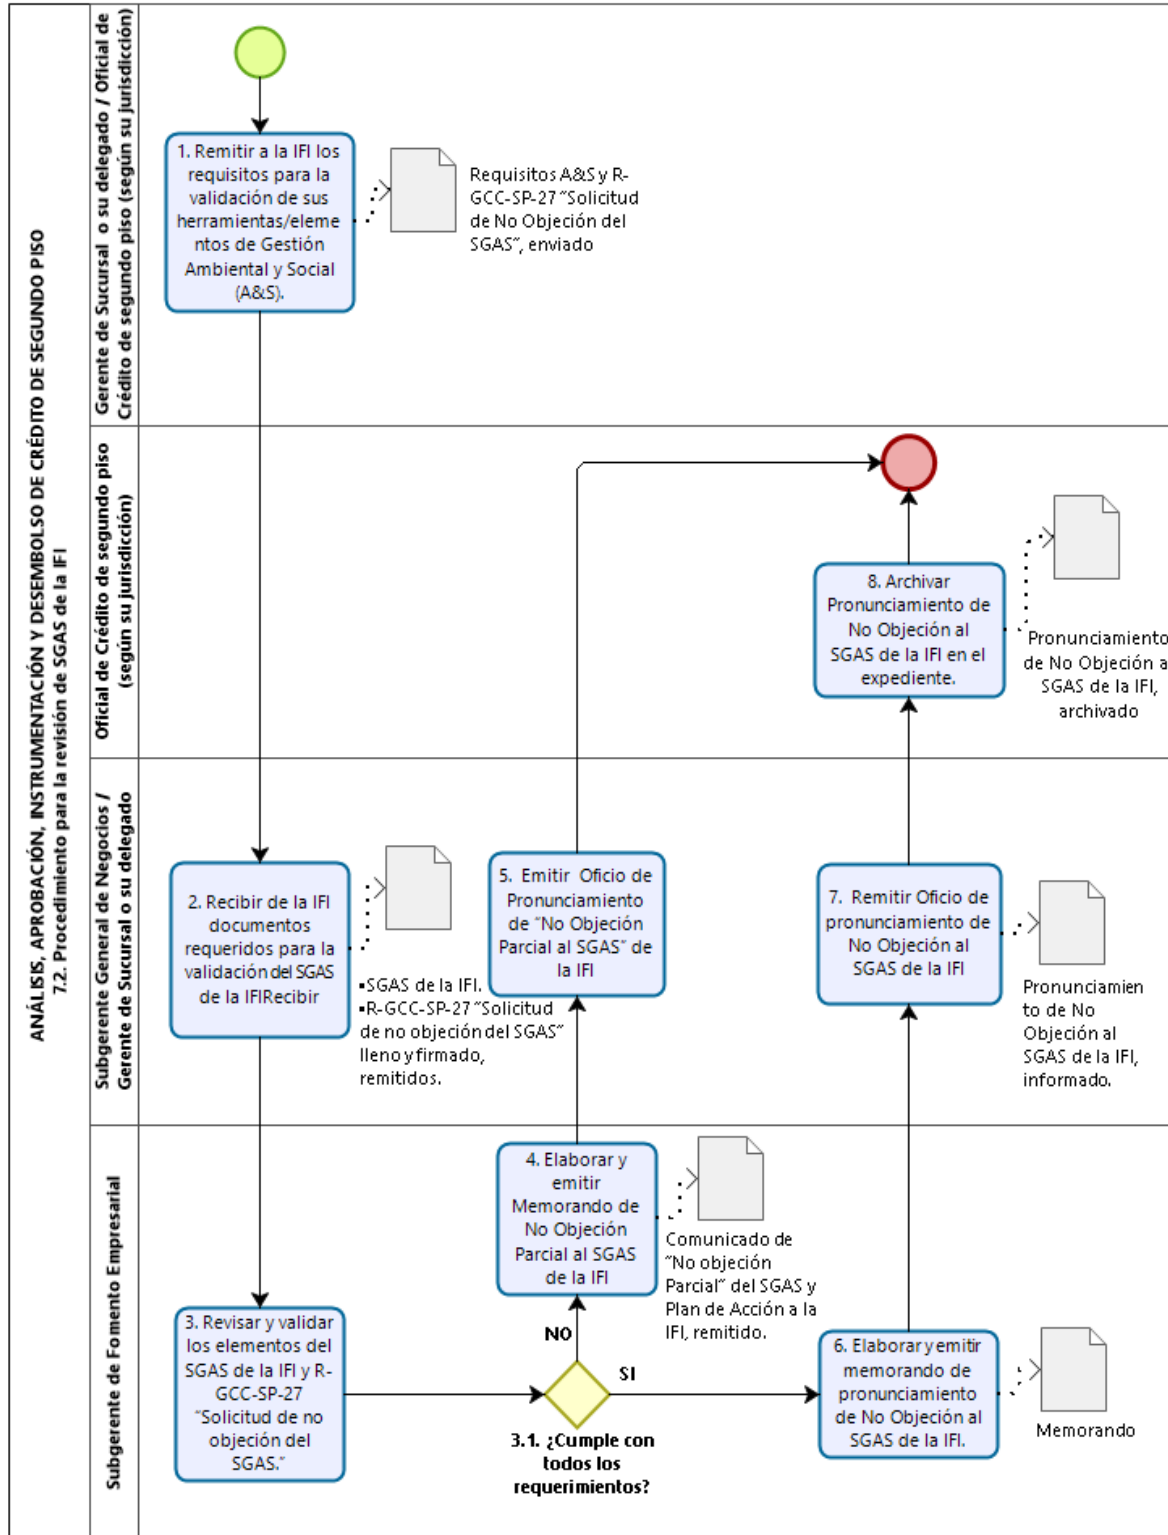 ANÁLISIS, APROBACIÓN, INSTRUMENTACIÓN Y DESEMBOLSO DE CRÉDITO DE SEGUNDO PISO
7.2. Procedimiento para la revisión de SGAS de la IFI
Gerente de Sucursal o su delegado / Oficial de
Crédito de segundo piso (según su jurisdicción)
1. Remitir a la IFI los
requisitos para la
validación de sus
herramientas/eleme
ntos de Gestión
Ambiental y Social
(A&S).
Requisitos A&S y R-
GCC-SP-27 "Solicitud
de No Objeción del
SGAS", enviado
Oficial de Crédito de segundo piso
(según su jurisdicción)
8. Archivar
Pronunciamiento de
No Objeción al
SGAS de la IFI en el
expediente.
Pronunciamiento
de No Objeción a
SGAS de la IFI,
archivado
Subgerente General de Negocios /
Gerente de Sucursal o su delegado
2. Recibir de la IFI
documentos
requeridos para la
validación del SGAS
de la IFIRecibir
▪SGAS de la IFI.
▪R-GCC-SP-27 "Solicitud
de no objeción del SGAS"
lleno y firmado,
remitidos.
5. Emitir Oficio de
Pronunciamiento
de "No Objeción
Parcial al SGAS" de
la IFI
7. Remitir Oficio de
pronunciamiento de
No Objeción al
SGAS de la IFI
Pronunciamien
to de No
Objeción al
SGAS de la IFI,
informado.
Subgerente de Fomento Empresarial
3. Revisar y validar
los elementos del
SGAS de la IFI y R-
GCC-SP-27
"Solicitud de no
objeción del
SGAS."
4. Elaborar y
emitir
Memorando de
No Objeción
Parcial al SGAS
de la IFI
Comunicado de
"No objeción
Parcial" del SGAS y
Plan de Acción a la
IFI, remitido.
NO
SI
3.1. ¿Cumple con
todos los
requerimientos?
6. Elaborar y emitir
memorando de
pronunciamiento
de No Objeción al
SGAS de la IFI.
Memorando